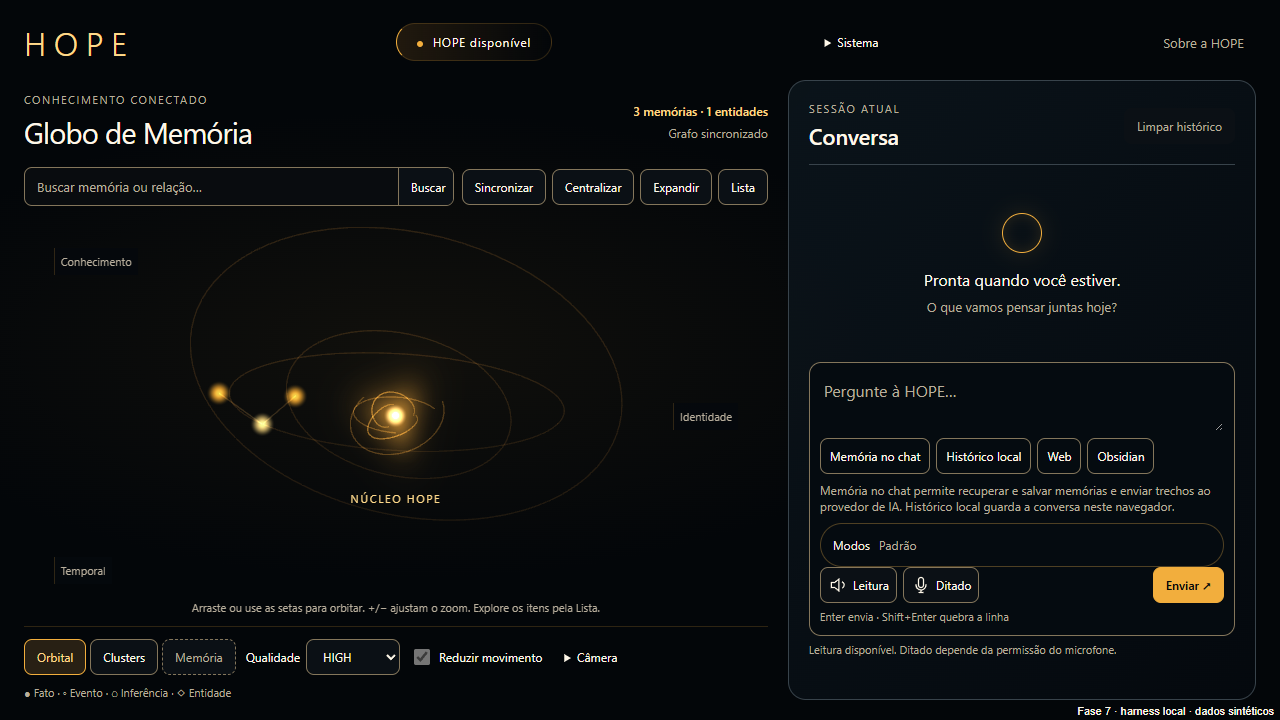 HOPE
● HOPE disponível
▶ Sistema
Sobre a HOPE
CONHECIMENTO CONECTADO
Globo de Memória
3 memórias · 1 entidades
Grafo sincronizado
Buscar memória ou relação...
Buscar
Sincronizar
Centralizar
Expandir
Lista
Conhecimento
Identidade
NÚCLEO HOPE
Temporal
Arraste ou use as setas para orbitar. +/− ajustam o zoom. Explore os itens pela Lista.
Orbital
Clusters
Memória
Qualidade
HIGH
Reduzir movimento
▶ Câmera
● Fato · ◦ Evento · ○ Inferência · ◇ Entidade
SESSÃO ATUAL
Conversa
Limpar histórico
Pronta quando você estiver.
O que vamos pensar juntas hoje?
Pergunte à HOPE...
Memória no chat
Histórico local
Web
Obsidian
Memória no chat permite recuperar e salvar memórias e enviar trechos ao
provedor de IA. Histórico local guarda a conversa neste navegador.
Modos Padrão
Leitura
Ditado
Enviar ↗
Enter envia · Shift+Enter quebra a linha
Leitura disponível. Ditado depende da permissão do microfone.
Fase 7 · harness local · dados sintéticos